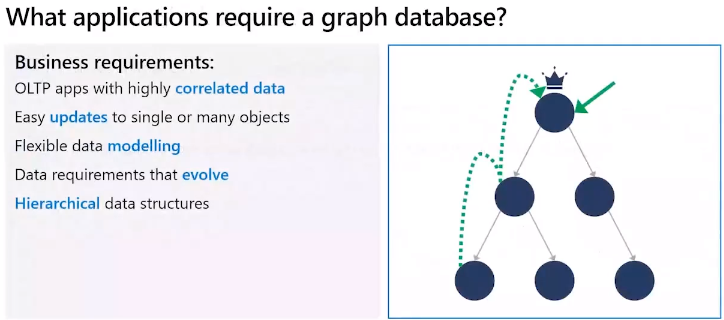 What applications require a graph database?
Business requirements:
OLTP apps with highly correlated data
Easy updates to single or many objects
Flexible data modelling
Data requirements that evolve
Hierarchical data structures